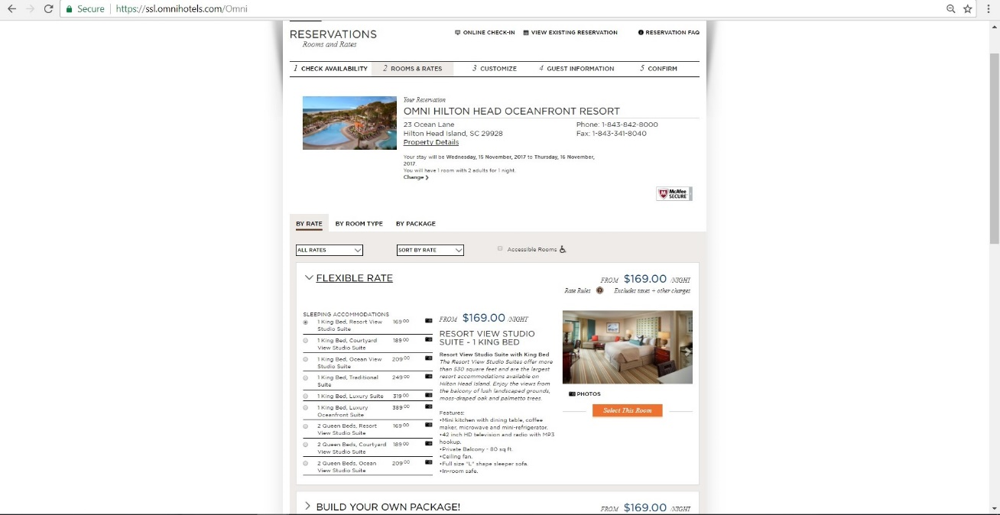 Secure https://ssl.omnihotels.com/Omni
RESERVATIONS
Rooms and Rates
ONLINE CHECK-IN VIEW EXISTING RESERVATION RESERVATION FAQ
1 CHECK AVAILABILITY 2 ROOMS & RATES 3 CUSTOMIZE 4 GUEST INFORMATION 5 CONFIRM
Your Reservation
OMNI HILTON HEAD OCEANFRONT RESORT
23 Ocean Lane
Hilton Head Island, SC 29928
Property Details
Phone: 1-843-842-8000
Fax: 1-843-341-8040
Your stay will be Wednesday, 15 November, 2017 to Thursday, 16 November,
2017.
You will have 1 room with 2 adults for 1 night.
Change
McAfee
SECURE
BY RATE BY ROOM TYPE BY PACKAGE
ALL RATES SORT BY RATE Accessible Rooms
FLEXIBLE RATE
FROM $169.00 /NIGHT
Rate Rules ? Excludes taxes + other charges
SLEEPING ACCOMMODATIONS
1 King Bed, Resort View 169.00
Studio Suite
1 King Bed, Courtyard 189.00
View Studio Suite
1 King Bed, Ocean View 209.00
Studio Suite
1 King Bed, Traditional 249.00
Suite
1 King Bed, Luxury Suite 319.00
1 King Bed, Luxury 389.00
Oceanfront Suite
2 Queen Beds, Resort 169.00
View Studio Suite
2 Queen Beds, Courtyard 189.00
View Studio Suite
2 Queen Beds, Ocean 209.00
View Studio Suite
FROM $169.00 /NIGHT
RESORT VIEW STUDIO
SUITE - 1 KING BED
Resort View Studio Suite with King Bed
The Resort View Studio Suites offer more
than 530 square feet and are the largest
resort accommodations available on
Hilton Head Island. Enjoy the views from
the balcony of lush landscaped grounds,
moss-draped oak and palmetto trees.
Features:
•Mini kitchen with dining table, coffee
maker, microwave and mini-refrigerator.
•42 inch HD television and radio with MP3
hookup.
•Private Balcony - 80 sq ft.
•Ceiling fan.
•Full size "L" shape sleeper sofa.
•In-room safe.
PHOTOS
Select This Room
BUILD YOUR OWN PACKAGE!
FROM $169.00 /NIGHT